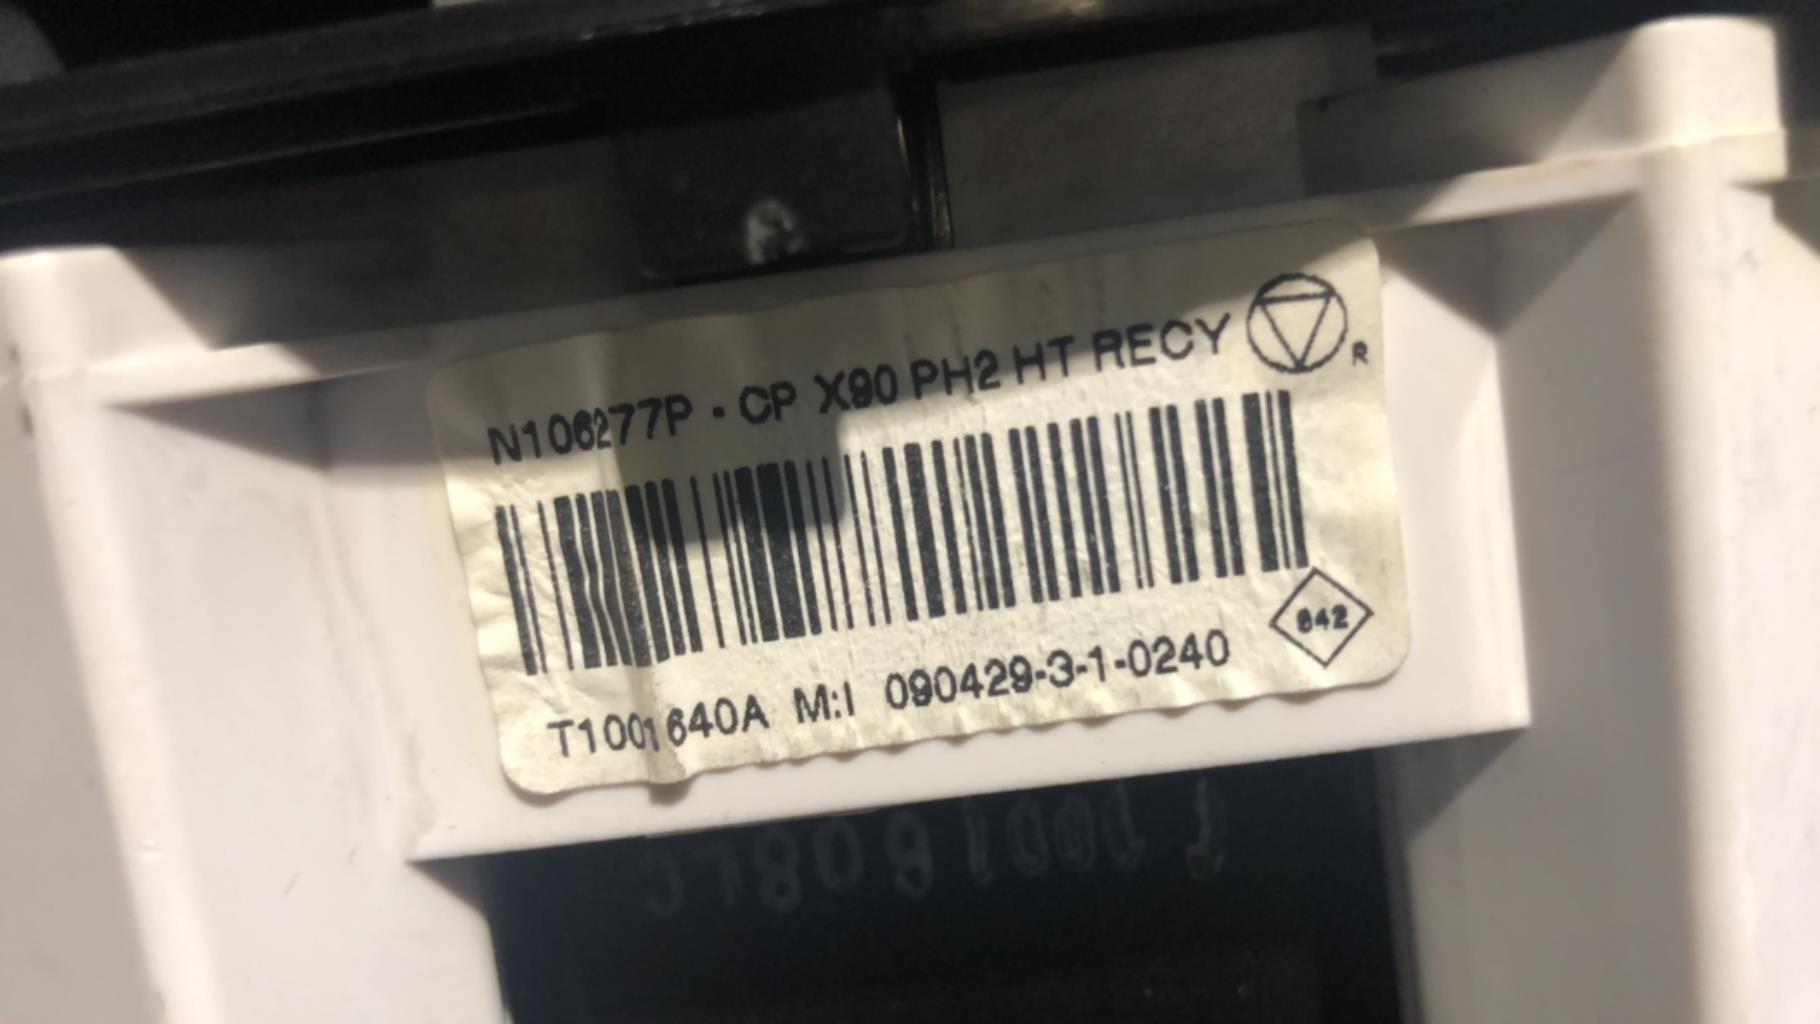 N106277P - CP X90 PH2 HT RECY
R
842
T1001640A M:I 090429-3-1-0240